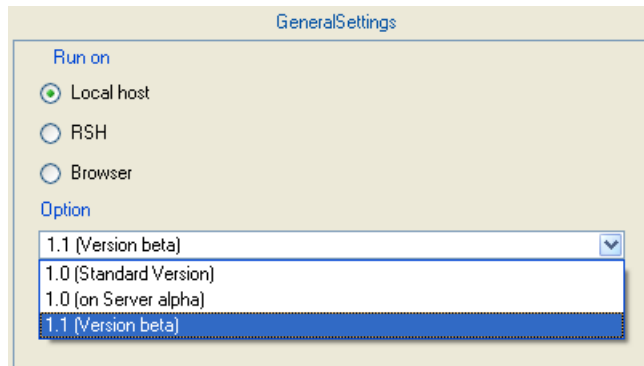 GeneralSettings
Run on
Local host
RSH
Browser
Option
1.1 (Version beta)
1.0 (Standard Version)
1.0 (on Server alpha)
1.1 (Version beta)